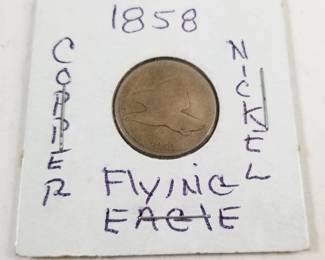 1858
COPPER
NICKEL
FlYiNG
EAGlE